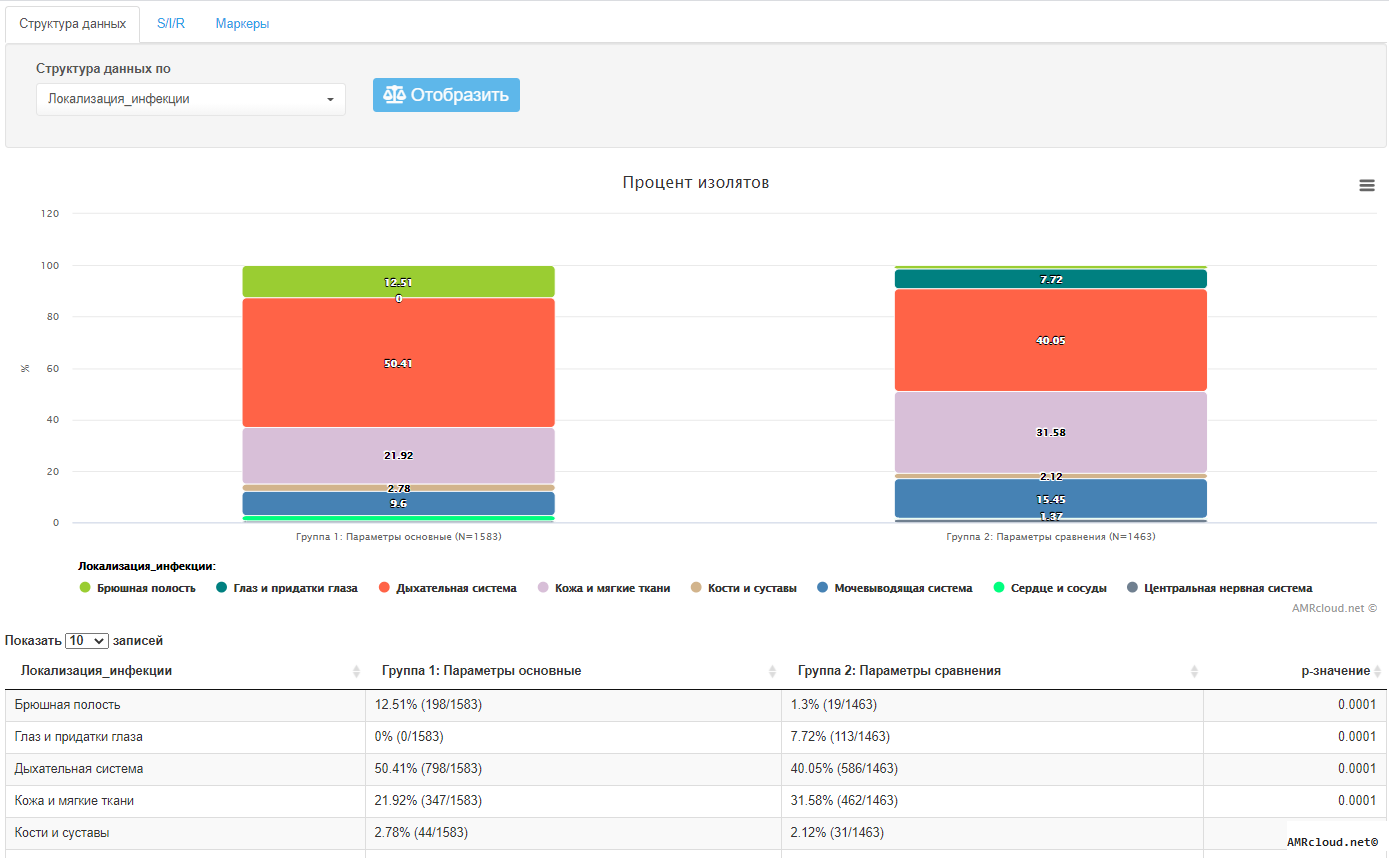 Структура данных S/I/R Маркеры
Структура данных по
Локализация_инфекции Отобразить
Процент изолятов
120
100
80
60
40
20
0
%
12.51
0
50.41
21.92
2.78
9.6
7.72
40.05
31.58
2.12
15.45
1.37
Группа 1: Параметры основные (N=1583) Группа 2: Параметры сравнения (N=1463)
Локализация_инфекции:
Брюшная полость Глаз и придатки глаза Дыхательная система Кожа и мягкие ткани Кости и суставы Мочевыводящая система Сердце и сосуды Центральная нервная система
AMRcloud.net ©
Показать 10 записей
Локализация_инфекции Группа 1: Параметры основные Группа 2: Параметры сравнения p-значение
Брюшная полость 12.51% (198/1583) 1.3% (19/1463) 0.0001
Глаз и придатки глаза 0% (0/1583) 7.72% (113/1463) 0.0001
Дыхательная система 50.41% (798/1583) 40.05% (586/1463) 0.0001
Кожа и мягкие ткани 21.92% (347/1583) 31.58% (462/1463) 0.0001
Кости и суставы 2.78% (44/1583) 2.12% (31/1463)
AMRcloud.net©